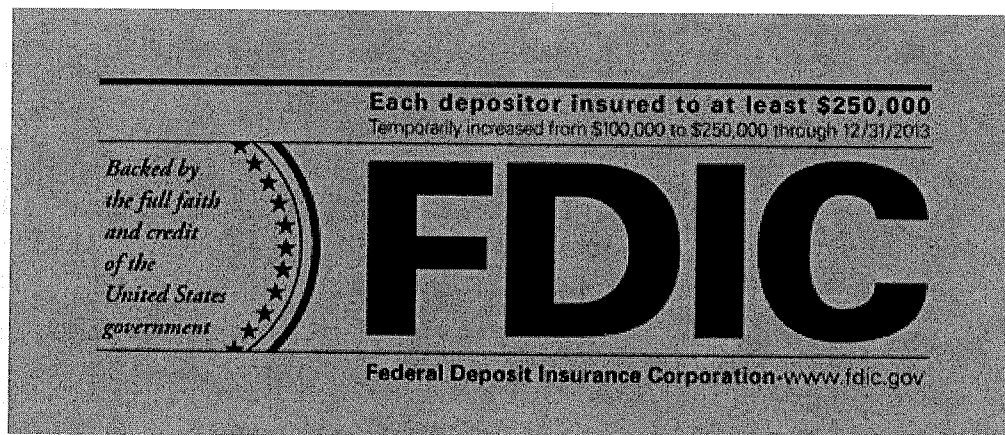 Each depositor insured to at least $250,000
Temporarily increased from $100,000 to $250,000 through 12/31/2013
Backed by
the full faith
and credit
of the
United States
government
FDIC
Federal Deposit Insurance Corporation•www.fdic.gov